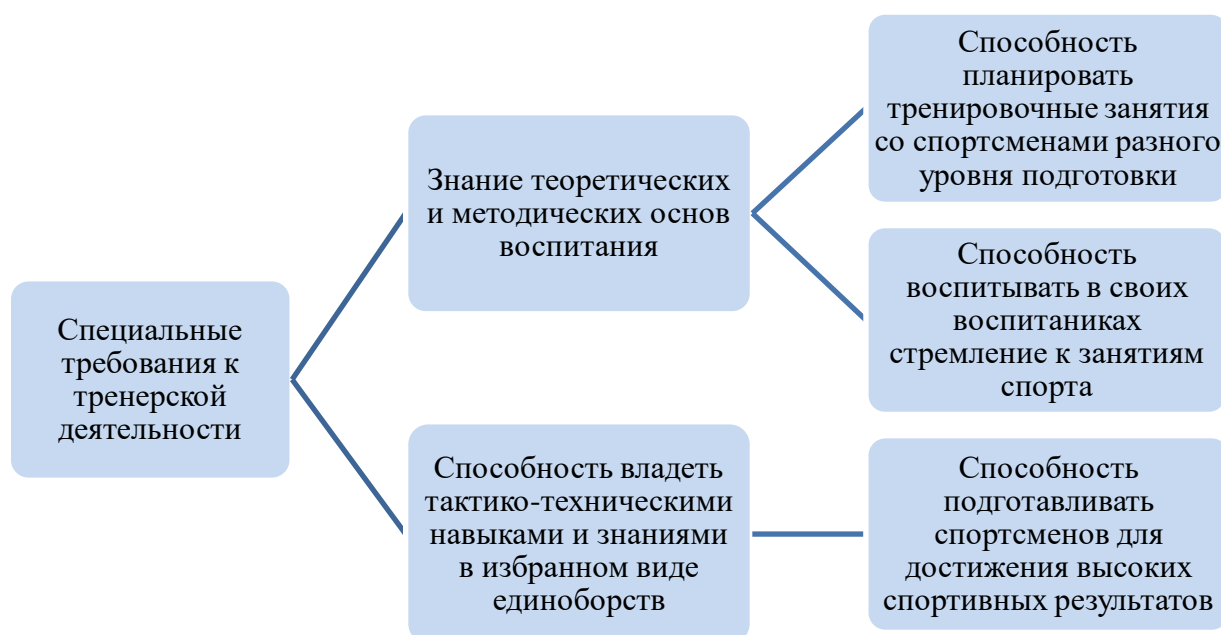 Специальные
требования к
тренерской
деятельности
Знание теоретических
и методических основ
воспитания
Способность
планировать
тренировочные занятия
со спортсменами разного
уровня подготовки
Способность
воспитывать в своих
воспитаниках
стремление к занятиям
спорта
Способность владеть
тактико-техническими
навыками и знаниями
в избранном виде
единоборств
Способность
подготавливать
спортсменов для
достижения высоких
спортивных результатов